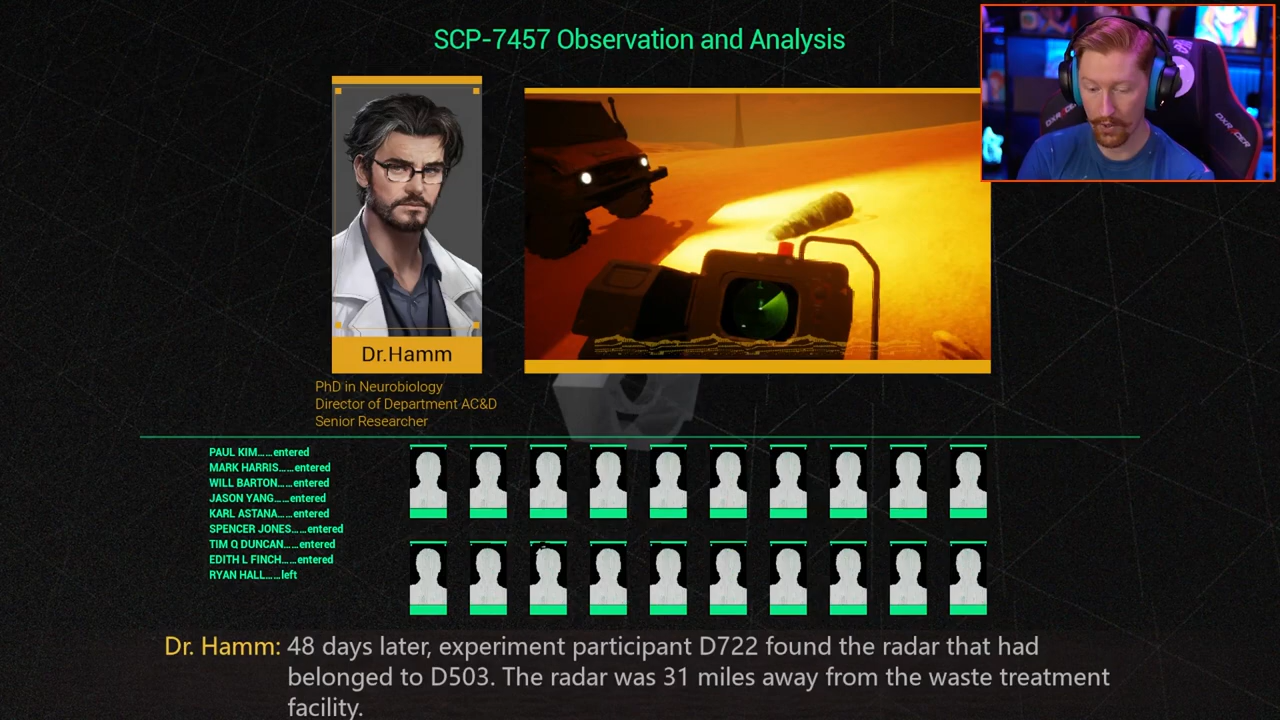 SCP-7457 Observation and Analysis
Dr.Hamm
PhD in Neurobiology
Director of Department AC&D
Senior Researcher
PAUL KIM......entered
MARK HARRIS......entered
WILL BARTON......entered
JASON YANG......entered
KARL ASTANA......entered
SPENCER JONES......entered
TIM Q DUNCAN......entered
EDITH L FINCH......entered
RYAN HALL......left
Dr. Hamm: 48 days later, experiment participant D722 found the radar that had
belonged to D503. The radar was 31 miles away from the waste treatment
facility.